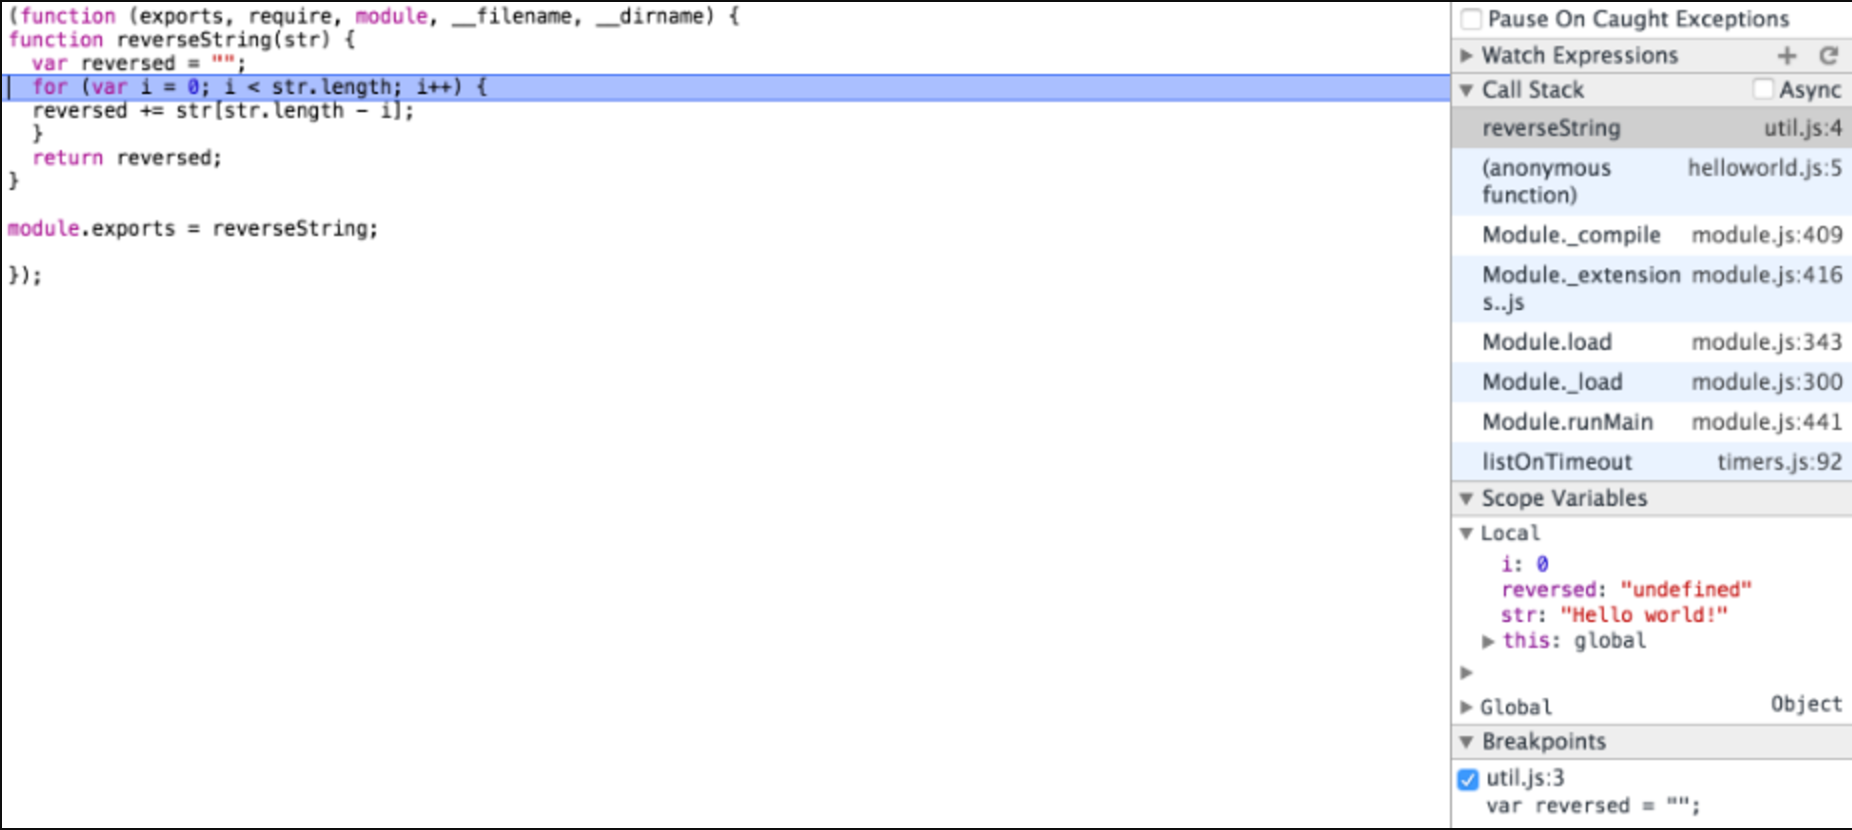 (function (exports, require, module, __filename, __dirname) {
function reverseString(str) {
  var reversed = "";
  for (var i = 0; i < str.length; i++) {
  reversed += str[str.length - i];
  }
  return reversed;
}
module.exports = reverseString;
});
Pause On Caught Exceptions
Watch Expressions
Call Stack Async
reverseString util.js:4
(anonymous helloworld.js:5
function)
Module._compile module.js:409
Module._extension module.js:416
s..js
Module.load module.js:343
Module._load module.js:300
Module.runMain module.js:441
listOnTimeout timers.js:92
Scope Variables
Local
i: 0
reversed: "undefined"
str: "Hello world!"
this: global
Global Object
Breakpoints
util.js:3
var reversed = "";